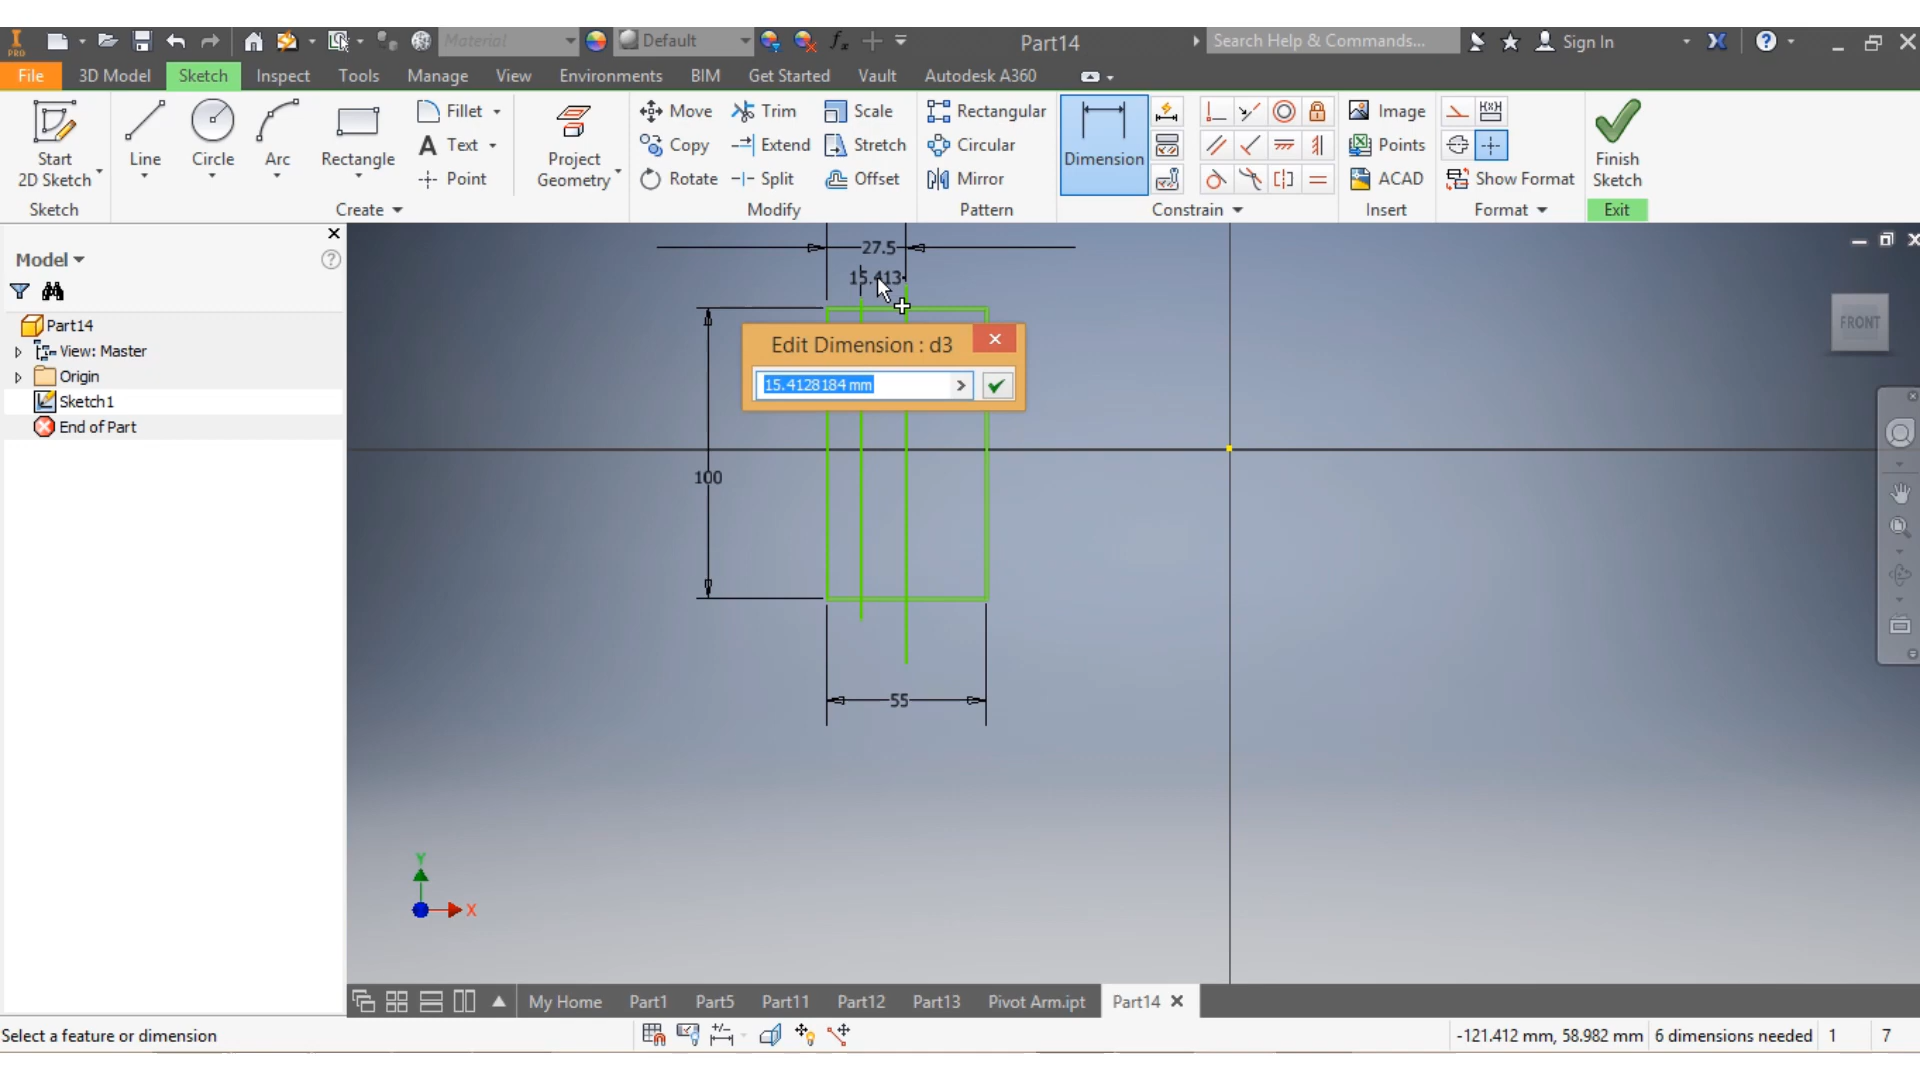 PRO
Material
Default
Part14
Search Help & Commands...
Sign In
File
3D Model
Sketch
Inspect
Tools
Manage
View
Environments
BIM
Get Started
Vault
Autodesk A360
Start
2D Sketch
Line
Circle
Arc
Rectangle
Fillet
Text
Point
Project
Geometry
Move
Copy
Rotate
Trim
Extend
Split
Scale
Stretch
Offset
Rectangular
Circular
Mirror
Dimension
Image
Points
ACAD
Show Format
Finish
Sketch
Sketch
Create
Modify
Pattern
Constrain
Insert
Format
Exit
Model
Part14
View: Master
Origin
Sketch1
End of Part
27.5
15.413
Edit Dimension : d3
15.4128184 mm
100
55
FRONT
Y
X
My Home
Part1
Part5
Part11
Part12
Part13
Pivot Arm.ipt
Part14
Select a feature or dimension
-121.412 mm, 58.982 mm
6 dimensions needed
1
7